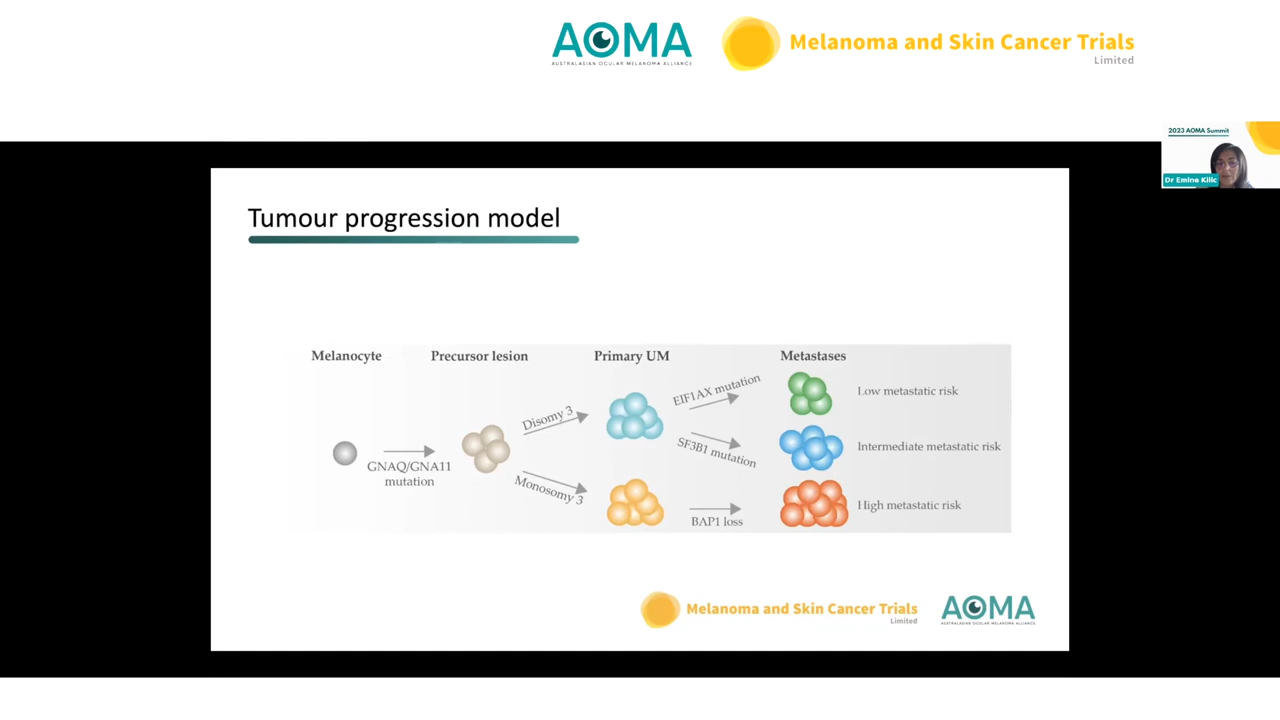 AOMA
AUSTRALASIAN OCULAR MELANOMA ALLIANCE
Melanoma and Skin Cancer Trials
Limited
2023 AOMA Summit
Dr Emine Kilic
Tumour progression model
Melanocyte
Precursor lesion
Primary UM
Metastases
GNAQ/GNA11
mutation
Disomy 3
Monosomy 3
EIF1AX mutation
SF3B1 mutation
BAP1 loss
Low metastatic risk
Intermediate metastatic risk
High metastatic risk
Melanoma and Skin Cancer Trials
Limited
AOMA
AUSTRALASIAN OCULAR MELANOMA ALLIANCE